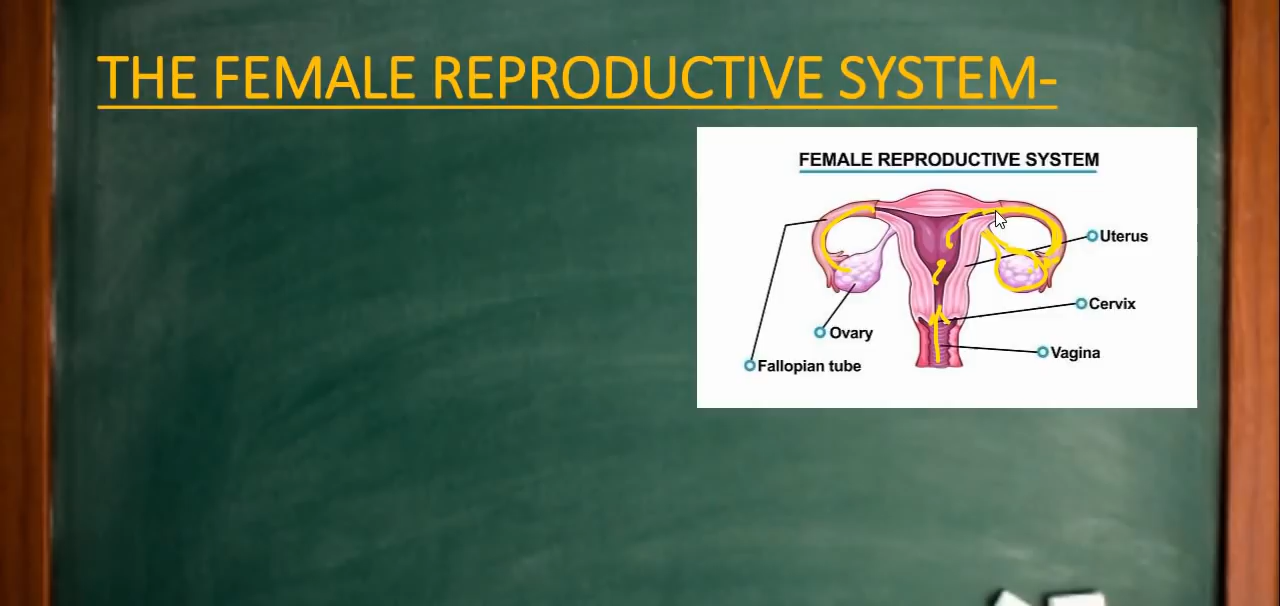 THE FEMALE REPRODUCTIVE SYSTEM-
FEMALE REPRODUCTIVE SYSTEM
Uterus
Cervix
Ovary
Vagina
Fallopian tube